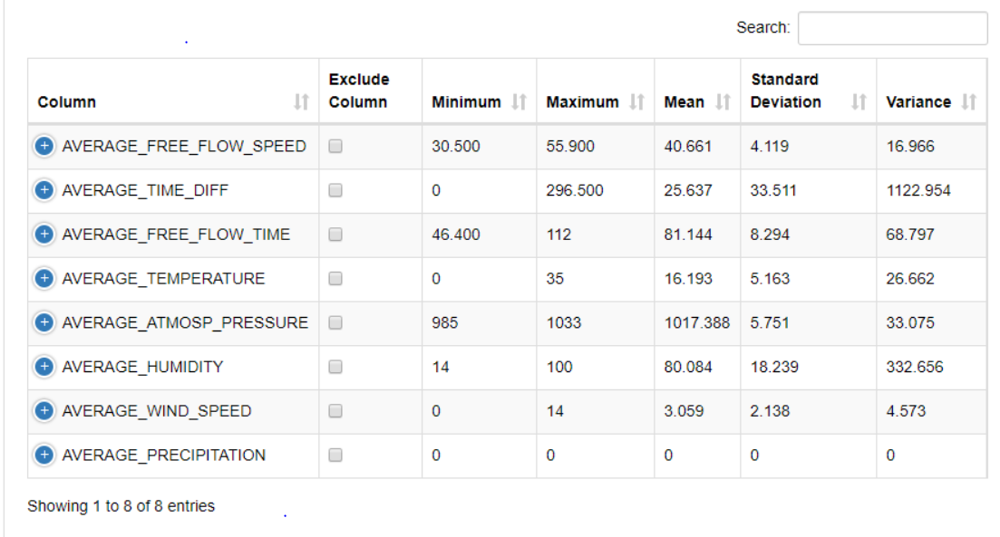 Search:
Column Exclude Column Minimum Maximum Mean Standard Deviation Variance
AVERAGE_FREE_FLOW_SPEED 30.500 55.900 40.661 4.119 16.966
AVERAGE_TIME_DIFF 0 296.500 25.637 33.511 1122.954
AVERAGE_FREE_FLOW_TIME 46.400 112 81.144 8.294 68.797
AVERAGE_TEMPERATURE 0 35 16.193 5.163 26.662
AVERAGE_ATMOSP_PRESSURE 985 1033 1017.388 5.751 33.075
AVERAGE_HUMIDITY 14 100 80.084 18.239 332.656
AVERAGE_WIND_SPEED 0 14 3.059 2.138 4.573
AVERAGE_PRECIPITATION 0 0 0 0 0
Showing 1 to 8 of 8 entries